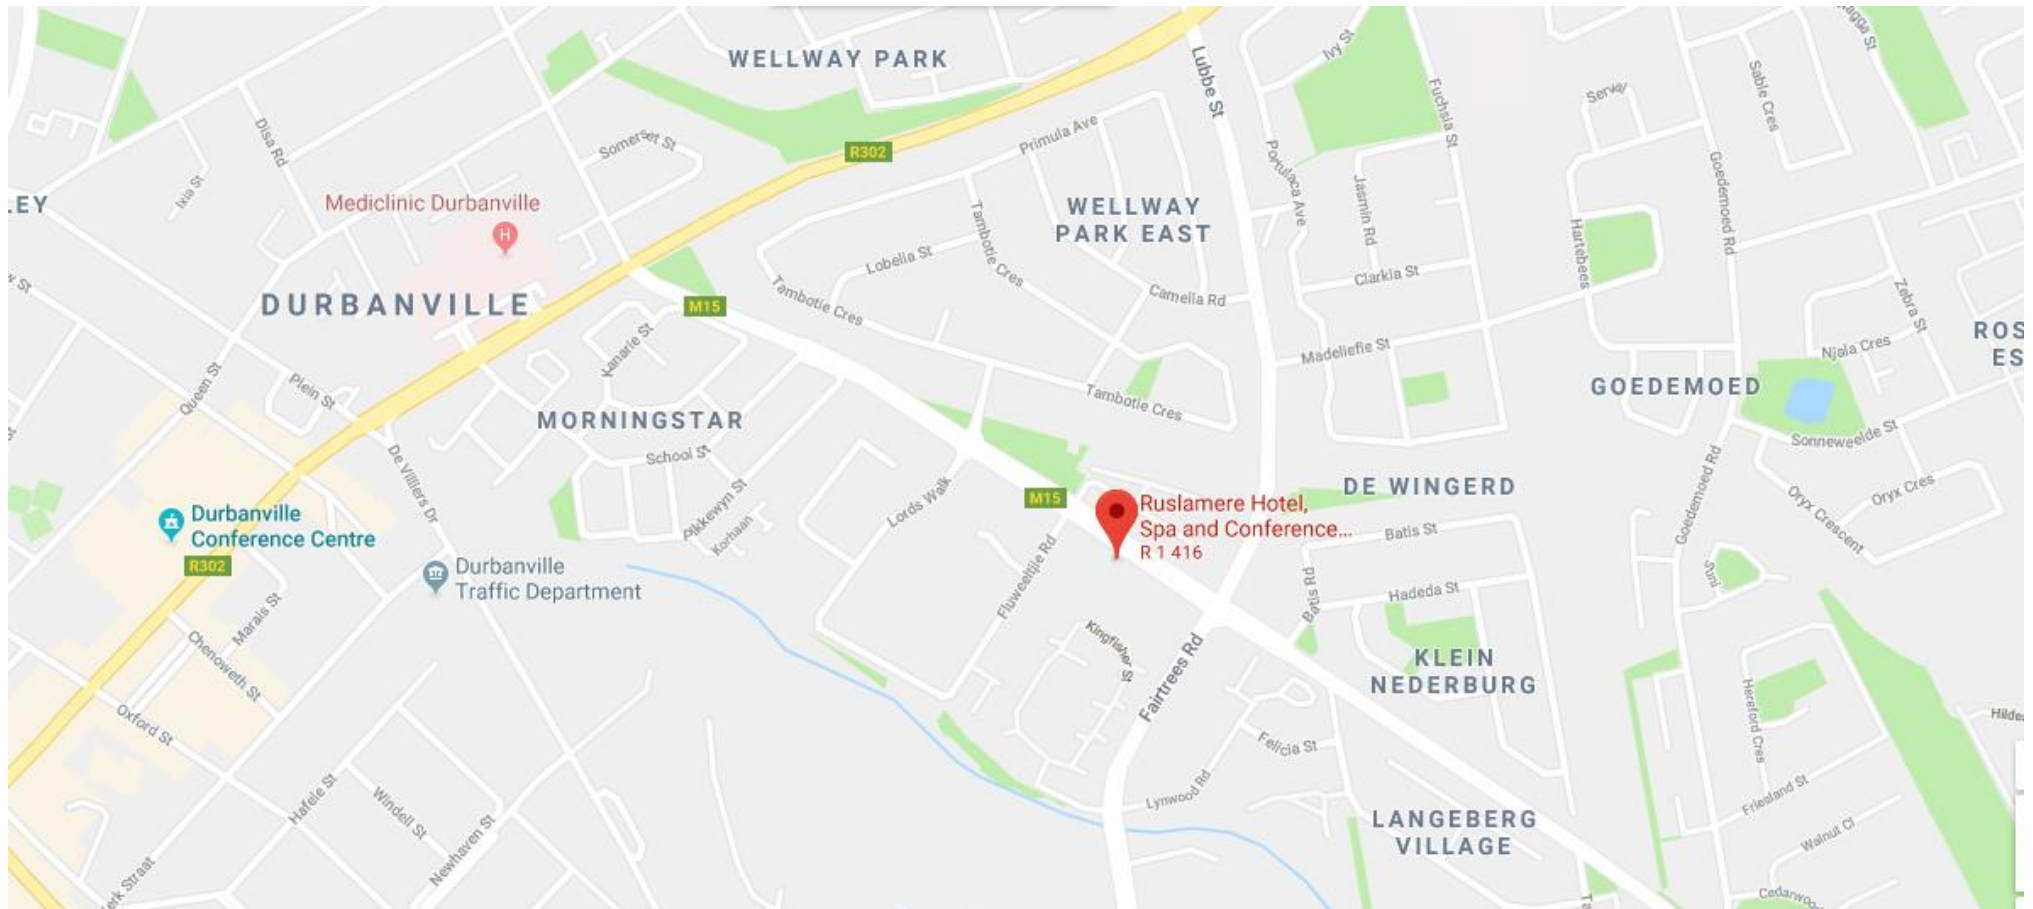 WELLWAY PARK
Lubbe St
Ivy St
Fuchsia St
Sable Cres
Disa Rd
Somerset St
R302
Primula Ave
Portulaca Ave
Jasmin Rd
Goedemoed Rd
Ixia St
Mediclinic Durbanville
H
WELLWAY
PARK EAST
Tambotie Cres
Lobelia St
Hartebees
Clarkia St
Camelia Rd
Zebra St
DURBANVILLE
M15
Tambotie Cres
Kanarie St
Madeliefie St
Njala Cres
GOEDEMOED
Queen St
Plein St
MORNINGSTAR
Tambotie Cres
Sonneweelde St
School St
De Villiers Dr
Lords Walk
Pikkewyn St
Korhaan
M15
DE WINGERD
Goedemoed Rd
Oryx Cres
Oryx Crescent
Ruslamere Hotel,
Spa and Conference...
R 1 416
Durbanville
Conference Centre
R302
Batis St
Batis Rd
Fluweeltjie Rd
Durbanville
Traffic Department
Hadeda St
Suni
Marais St
Chenoweth St
Kingfisher St
Fairtrees Rd
KLEIN
NEDERBURG
Hereford Cres
Oxford St
Felicia St
Hafele St
Windell St
Newhaven St
Lynwood Rd
Friesland St
LANGEBERG
VILLAGE
Walnut Cl